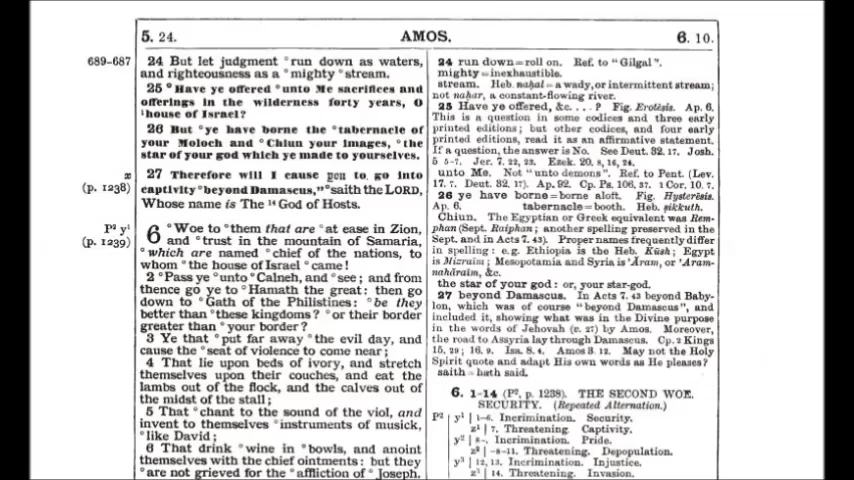 5. 24. AMOS. 6. 10.
689-687
24 But let judgment °run down as waters,
and righteousness as a °mighty °stream.
25 °Have ye offered °unto Me sacrifices and
offerings in the wilderness forty years, O
°house of Israel?
26 But °ye have borne the °tabernacle of
your Moloch and °Chiun your images, °the
star of your god which ye made to yourselves.
(p. 1238)
27 Therefore will I cause you to go into
captivity °beyond Damascus,” °saith the LORD,
Whose name is The ¹⁴ God of Hosts.
P² y¹
(p. 1239)
6 °Woe to °them that are °at ease in Zion,
and °trust in the mountain of Samaria,
°which are named °chief of the nations, to
whom °the house of Israel °came!
2 °Pass ye °unto °Calneh, and °see; and from
thence go ye to °Hamath the great: then go
down to °Gath of the Philistines: °be they
better than °these kingdoms? °or their border
greater than °your border?
3 Ye that °put far away °the evil day, and
cause the °seat of violence to come near;
4 That lie upon beds of ivory, and stretch
themselves upon their couches, and eat the
lambs out of the flock, and the calves out of
the midst of the stall;
5 That °chant to the sound of the viol, and
invent to themselves °instruments of musick,
°like David;
6 That drink °wine in °bowls, and anoint
themselves with the chief ointments: but they
°are not grieved for the °affliction of °Joseph.
24 run down = roll on. Ref. to “Gilgal”.
mighty = inexhaustible.
stream. Heb. naḥal = a wady, or intermittent stream;
not nahar, a constant-flowing river.
25 Have ye offered, &c. . . . ? Fig. Erotēsis. Ap. 6.
This is a question in some codices and three early
printed editions; but other codices, and four early
printed editions, read it as an affirmative statement.
If a question, the answer is No. See Deut. 32. 17. Josh.
5 5-7. Jer. 7. 22, 23. Ezek. 20. 8, 16, 24.
unto Me. Not “unto demons”. Ref. to Pent. (Lev.
17. 7. Deut. 32. 17). Ap. 92. Cp. Ps. 106. 37. 1 Cor. 10. 7.
26 ye have borne = borne aloft. Fig. Hysterēsis.
Ap. 6. tabernacle = booth. Heb. ṣikkuth.
Chiun. The Egyptian or Greek equivalent was Rem-
phan (Sept. Raiphan; another spelling preserved in the
Sept. and in Acts 7. 43). Proper names frequently differ
in spelling: e.g. Ethiopia is the Heb. Kūsh; Egypt
is Mizraim; Mesopotamia and Syria is ’Āram, or ’Aram-
naharāim, &c.
the star of your god: or, your star-god.
27 beyond Damascus. In Acts 7. 43 beyond Baby-
lon, which was of course “beyond Damascus”, and
included it, showing what was in the Divine purpose
in the words of Jehovah (v. 27) by Amos. Moreover,
the road to Assyria lay through Damascus. Cp. 2 Kings
15. 29; 16. 9. Isa. 8. 4. Amos 3. 12. May not the Holy
Spirit quote and adapt His own words as He pleases?
saith = hath said.
6. 1-14 (P², p. 1238). THE SECOND WOE.
SECURITY. (Repeated Alternation.)
P² y¹ | 1-6. Incrimination. Security.
z¹ | 7. Threatening. Captivity.
y² | 8-. Incrimination. Pride.
z² | -8-11. Threatening. Depopulation.
y³ | 12, 13. Incrimination. Injustice.
z³ | 14. Threatening. Invasion.